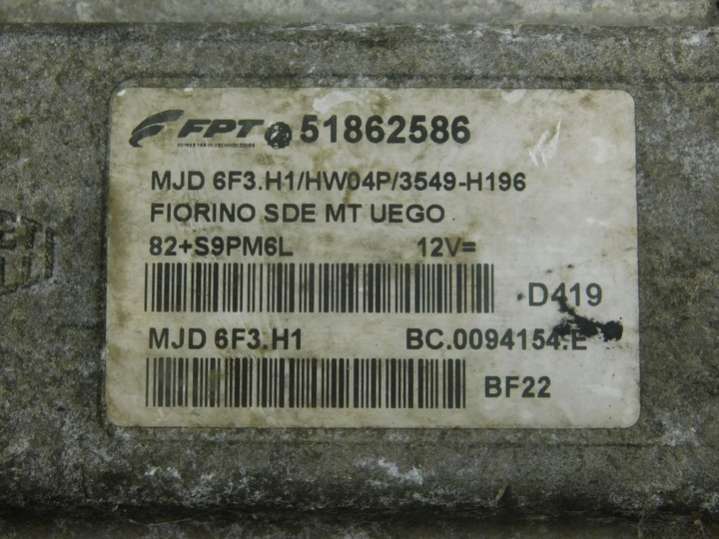 FPT 51862586
MJD 6F3.H1/HW04P/3549-H196
FIORINO SDE MT UEGO
82+S9PM6L 12V=
D419
MJD 6F3.H1 BC.0094154.E
BF22